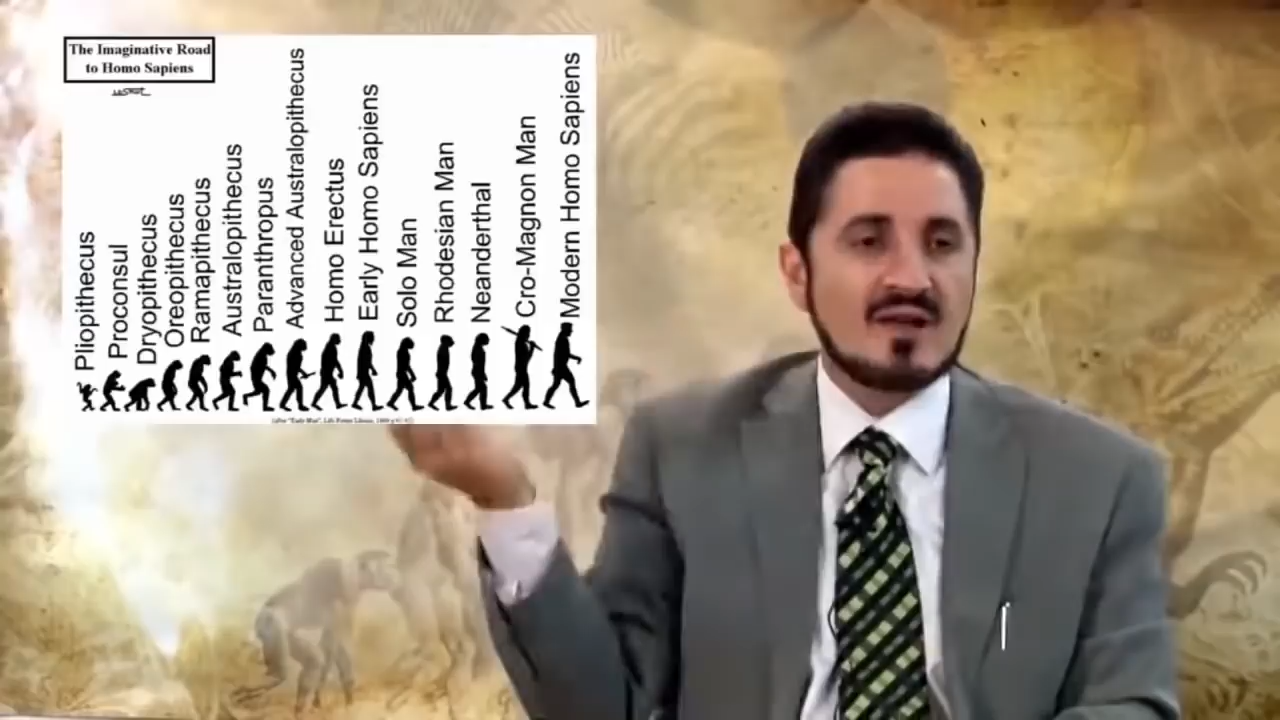 The Imaginative Road
to Homo Sapiens
Pliopithecus
Proconsul
Dryopithecus
Oreopithecus
Ramapithecus
Australopithecus
Paranthropus
Advanced Australopithecus
Homo Erectus
Early Homo Sapiens
Solo Man
Rhodesian Man
Neanderthal
Cro-Magnon Man
Modern Homo Sapiens